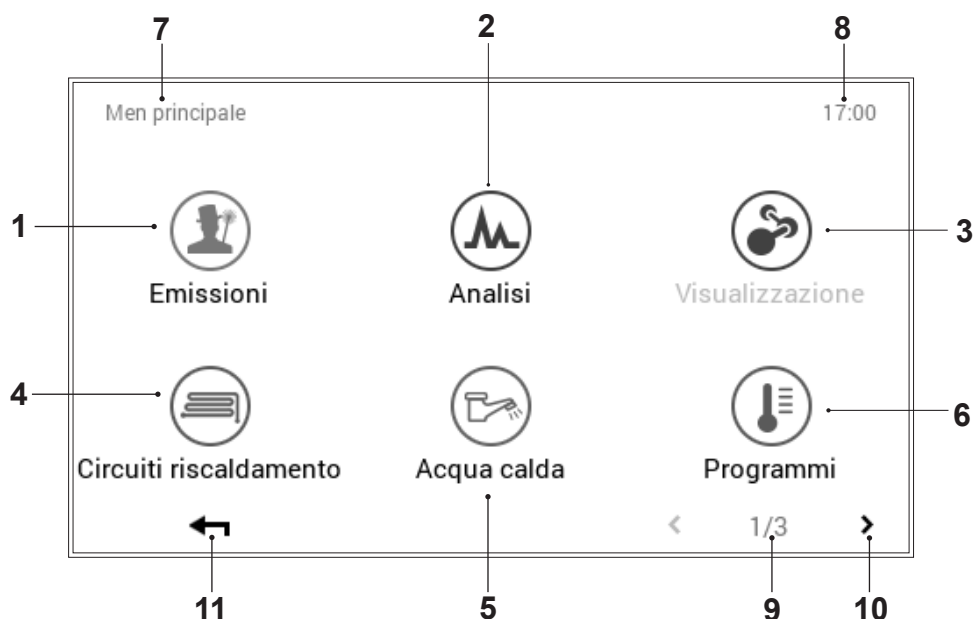 7 2 8
Men principale 17:00
1 3
Emissioni Analisi Visualizzazione
4 6
Circuiti riscaldamento Acqua calda Programmi
< 1/3 >
11 5 9 10